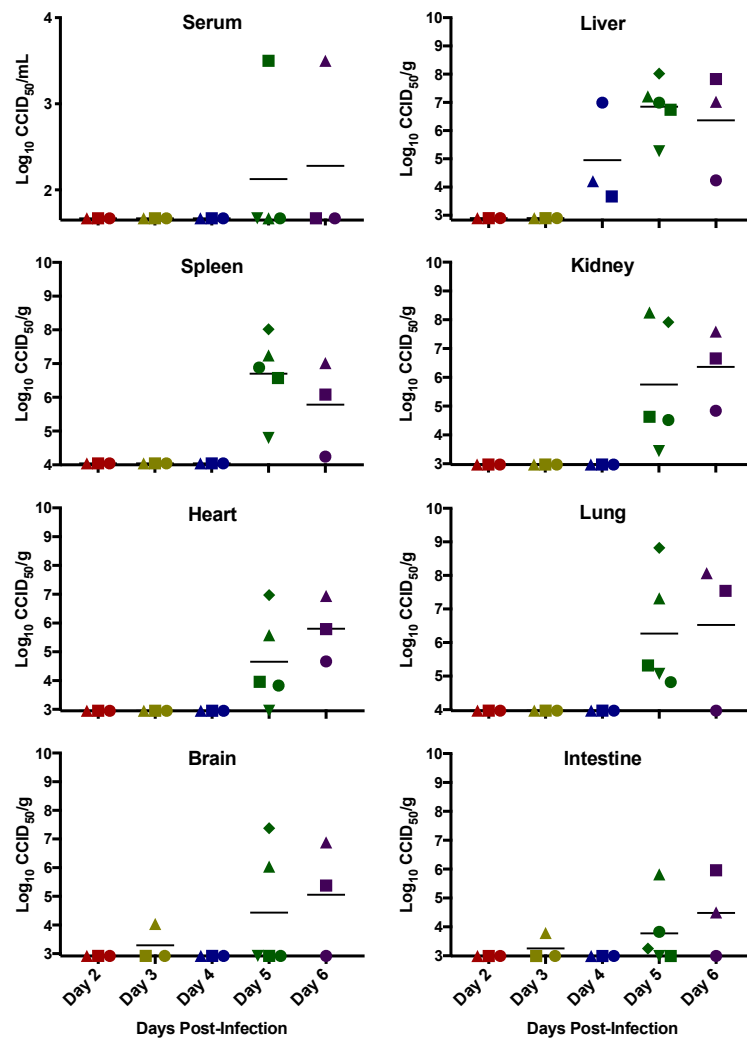 Serum
Log10 CCID50/mL
4
3
2
Liver
Log10 CCID50/g
10
9
8
7
6
5
4
3
Spleen
Log10 CCID50/g
10
9
8
7
6
5
4
Kidney
Log10 CCID50/g
10
9
8
7
6
5
4
3
Heart
Log10 CCID50/g
10
9
8
7
6
5
4
3
Lung
Log10 CCID50/g
10
9
8
7
6
5
4
Brain
Log10 CCID50/g
10
9
8
7
6
5
4
3
Day 2
Day 3
Day 4
Day 5
Day 6
Days Post-Infection
Intestine
Log10 CCID50/g
10
9
8
7
6
5
4
3
Day 2
Day 3
Day 4
Day 5
Day 6
Days Post-Infection